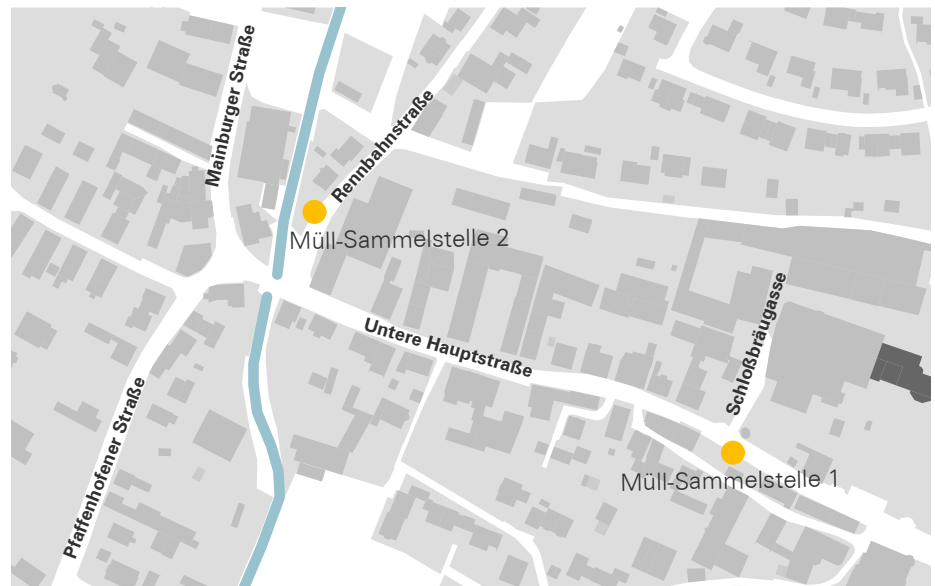 Mainburger Straße
Rennbahnstraße
Müll-Sammelstelle 2
Untere Hauptstraße
Schloßbräugasse
Pfaffenhofener Straße
Müll-Sammelstelle 1